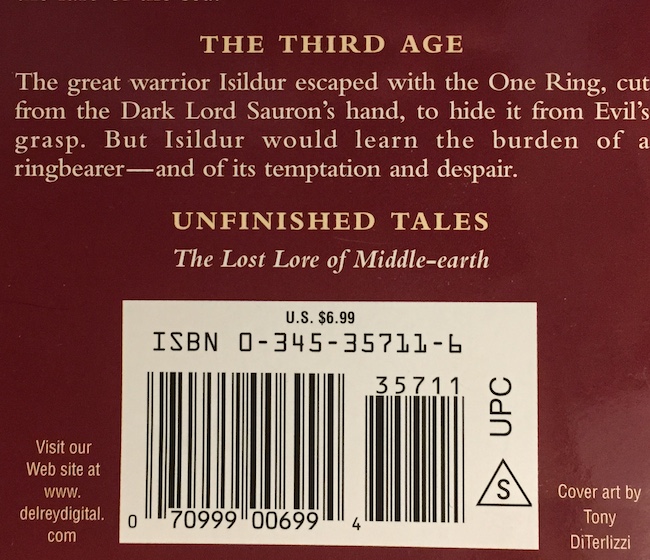 THE THIRD AGE
The great warrior Isildur escaped with the One Ring, cut
from the Dark Lord Sauron's hand, to hide it from Evil's
grasp. But Isildur would learn the burden of a
ringbearer—and of its temptation and despair.
UNFINISHED TALES
The Lost Lore of Middle-earth
U.S. $6.99
ISBN 0-345-35711-6
35711
UPC
S
0 70999 00699 4
Visit our
Web site at
www.
delreydigital.
com
Cover art by
Tony
DiTerlizzi